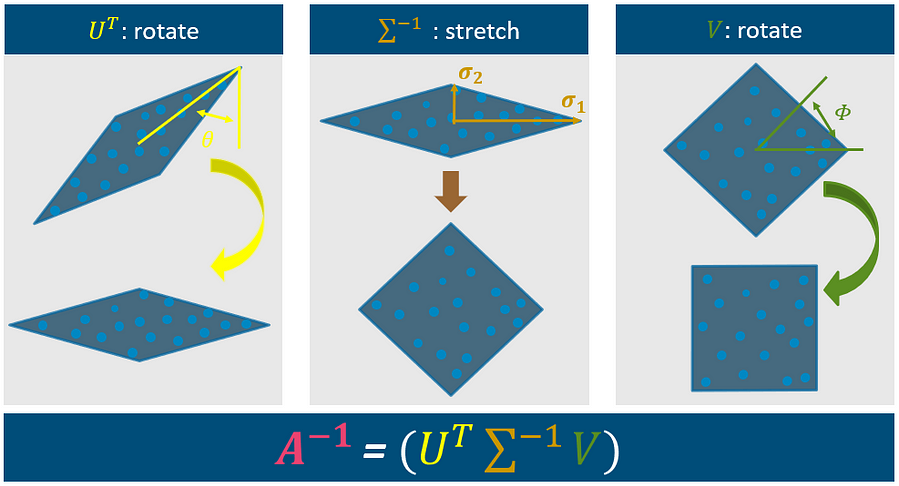 U^T : rotate
∑^−1 : stretch
V: rotate
θ
σ₂
σ₁
Φ
A^−1 = (U^T ∑^−1 V)